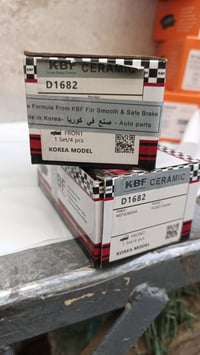 KBF CERAMIC
D1682
Formula From KBF For Smooth & Safe Brake
in Korea - صنع في كوريا - Auto parts
FRONT
1 Set/4 pcs
KOREA MODEL
KBF CERAMIC
D1682
FRONT
1 Set/4 pcs
KOREA MODEL